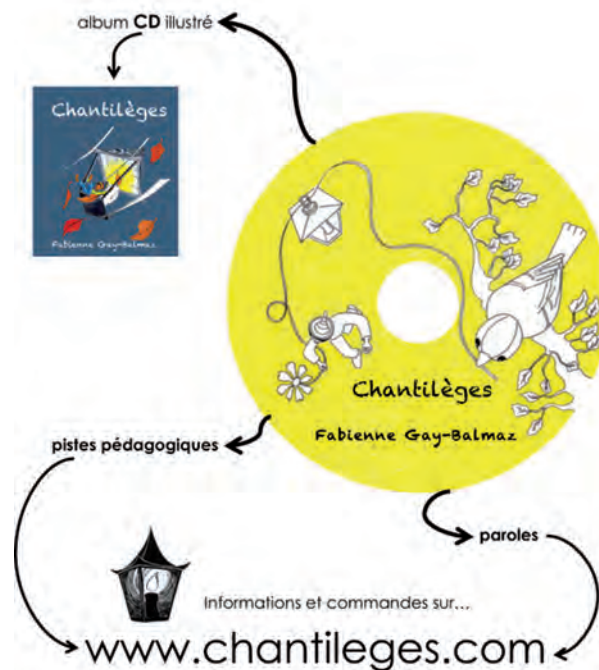 album CD illustré
Chantilèges
Fabienne Gay-Balmaz
Chantilèges
Fabienne Gay-Balmaz
pistes pédagogiques
paroles
Informations et commandes sur...
www.chantileges.com